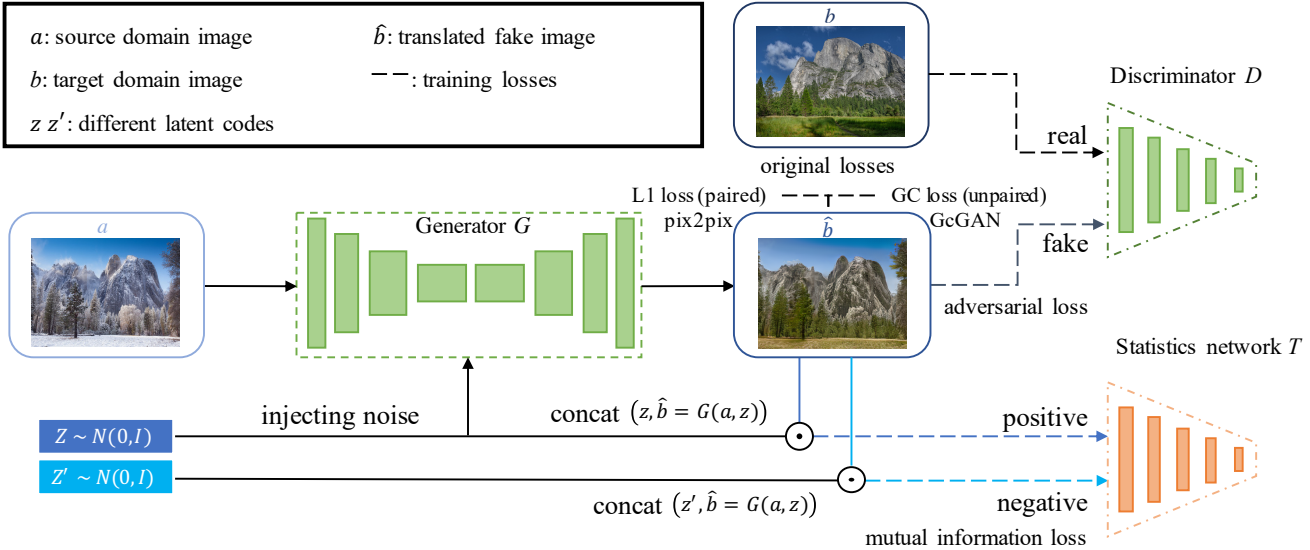 a: source domain image
b̂: translated fake image
b: target domain image
---: training losses
z z′: different latent codes
b
Discriminator D
real
original losses
L1 loss (paired)
pix2pix
GC loss (unpaired)
GcGAN
a
Generator G
b̂
fake
adversarial loss
Statistics network T
injecting noise
concat (z, b̂ = G(a, z))
positive
Z ~ N(0, I)
Z′ ~ N(0, I)
concat (z′, b̂ = G(a, z))
negative
mutual information loss